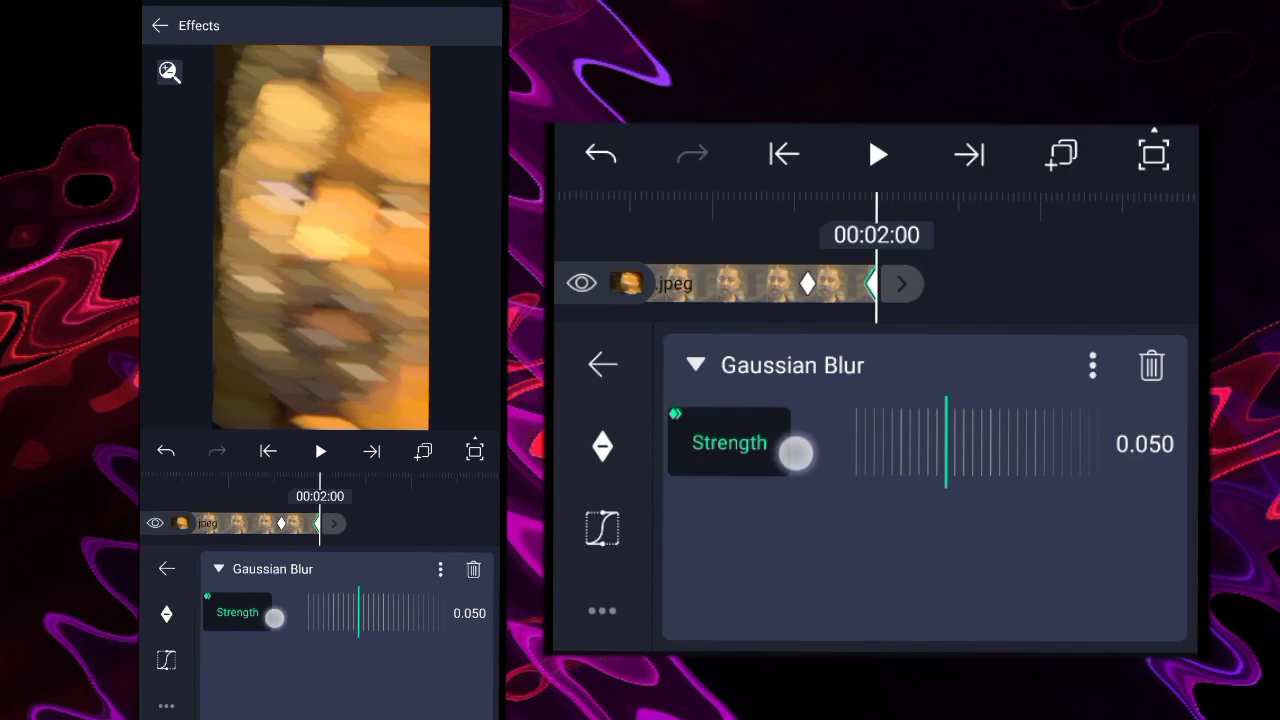 Effects
00:02:00
jpeg
Gaussian Blur
Strength
0.050
00:02:00
.jpeg
Gaussian Blur
Strength
0.050